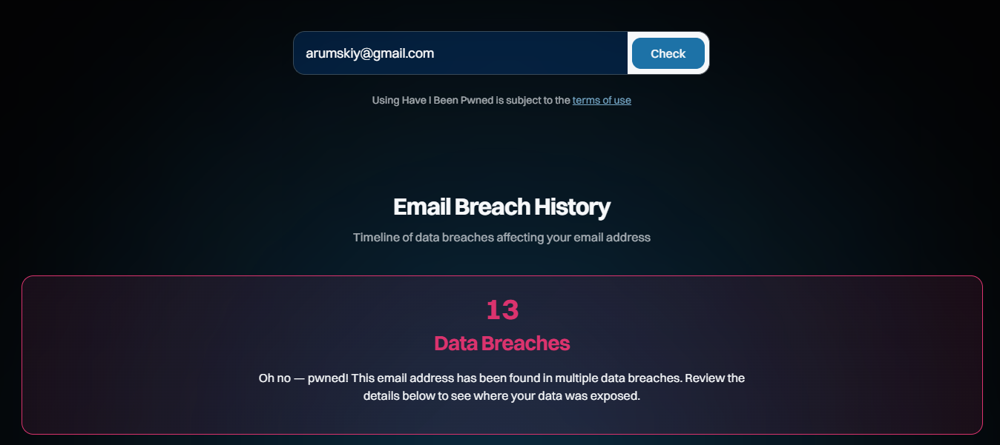 arumskiy@gmail.com
Check
Using Have I Been Pwned is subject to the terms of use
Email Breach History
Timeline of data breaches affecting your email address
13
Data Breaches
Oh no — pwned! This email address has been found in multiple data breaches. Review the
details below to see where your data was exposed.